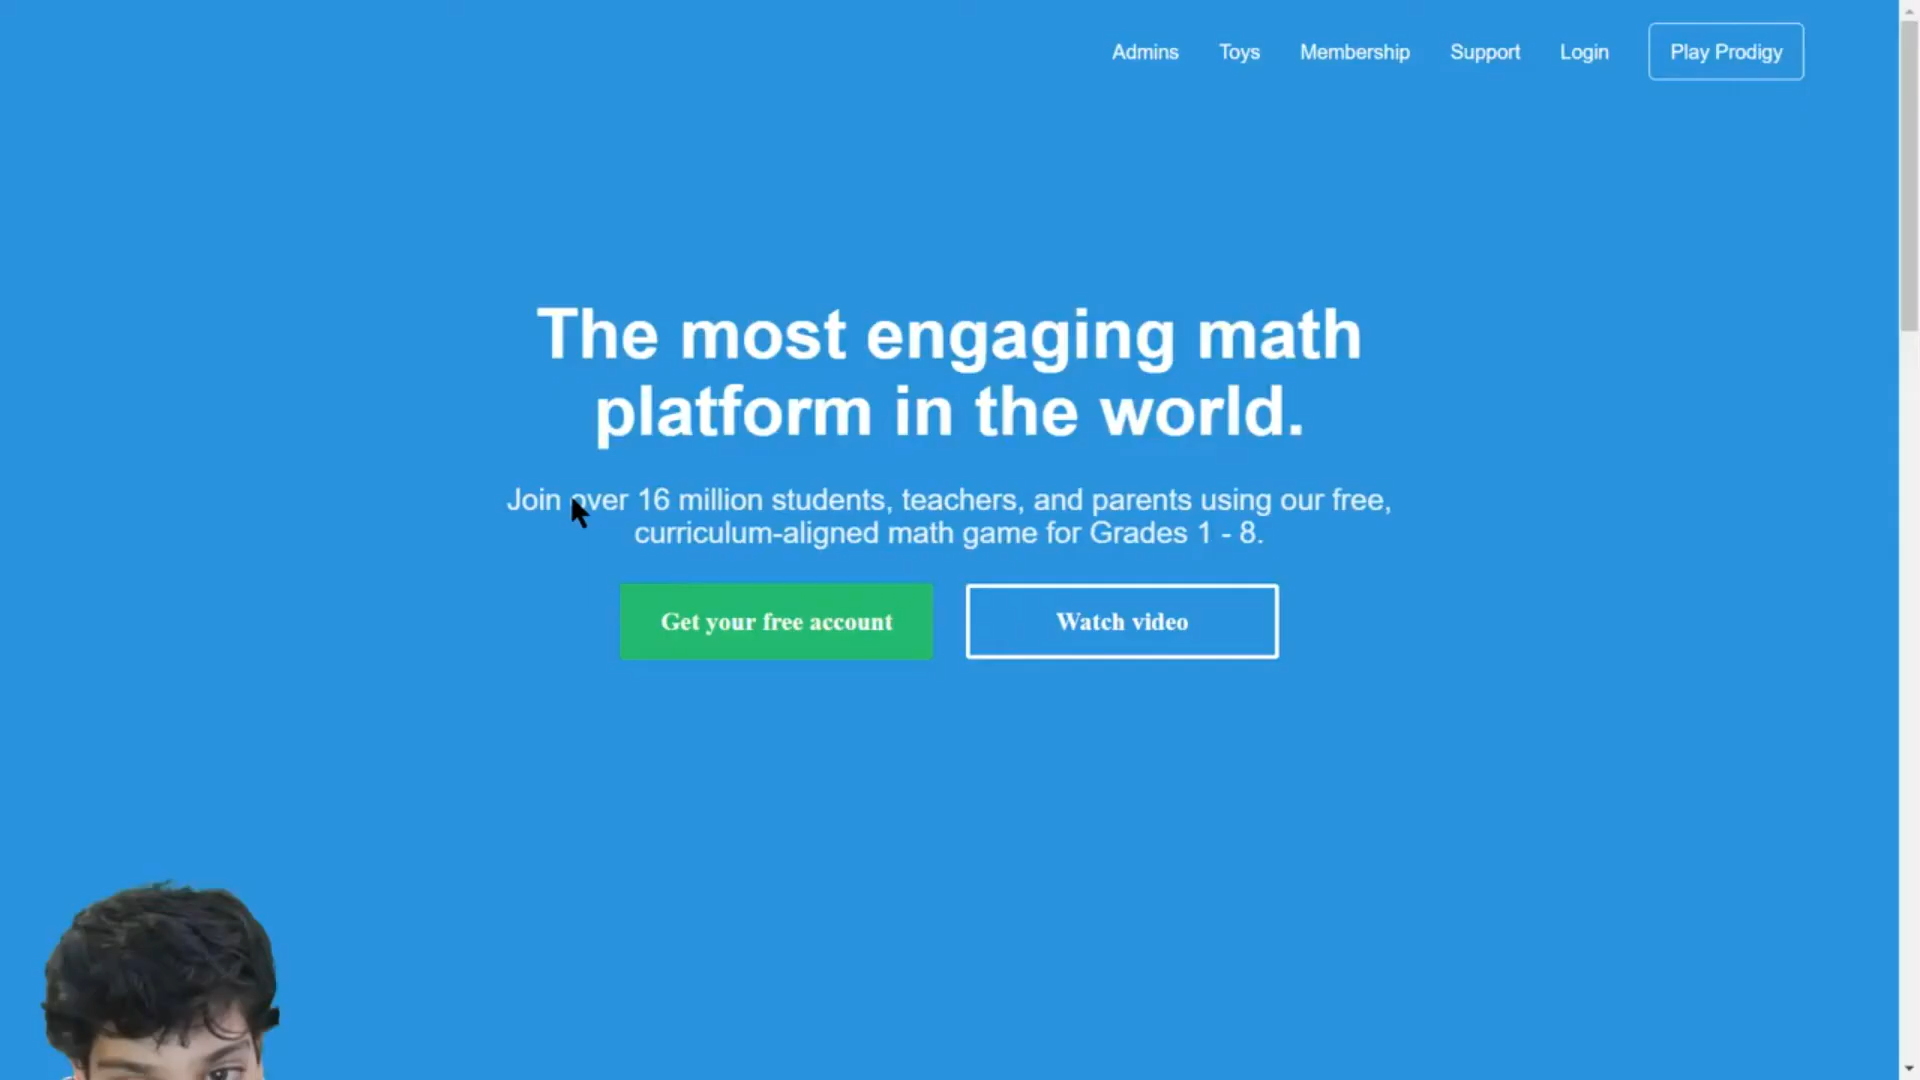 Admins Toys Membership Support Login Play Prodigy
The most engaging math
platform in the world.
Join over 16 million students, teachers, and parents using our free,
curriculum-aligned math game for Grades 1 - 8.
Get your free account Watch video